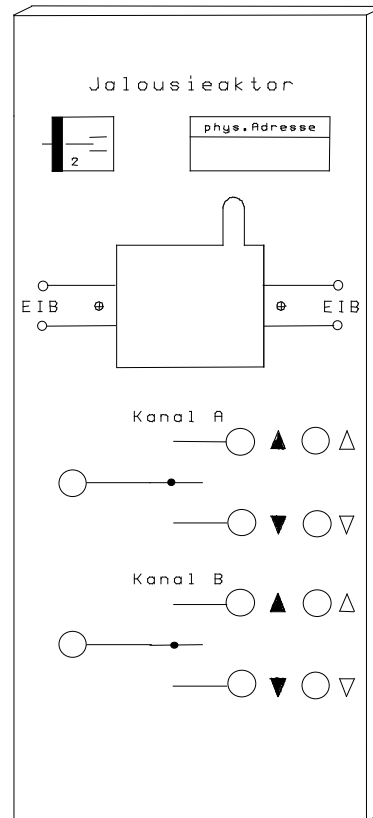 Jalousieaktor
phys.Adresse
2
EIB EIB
Kanal A
Kanal B